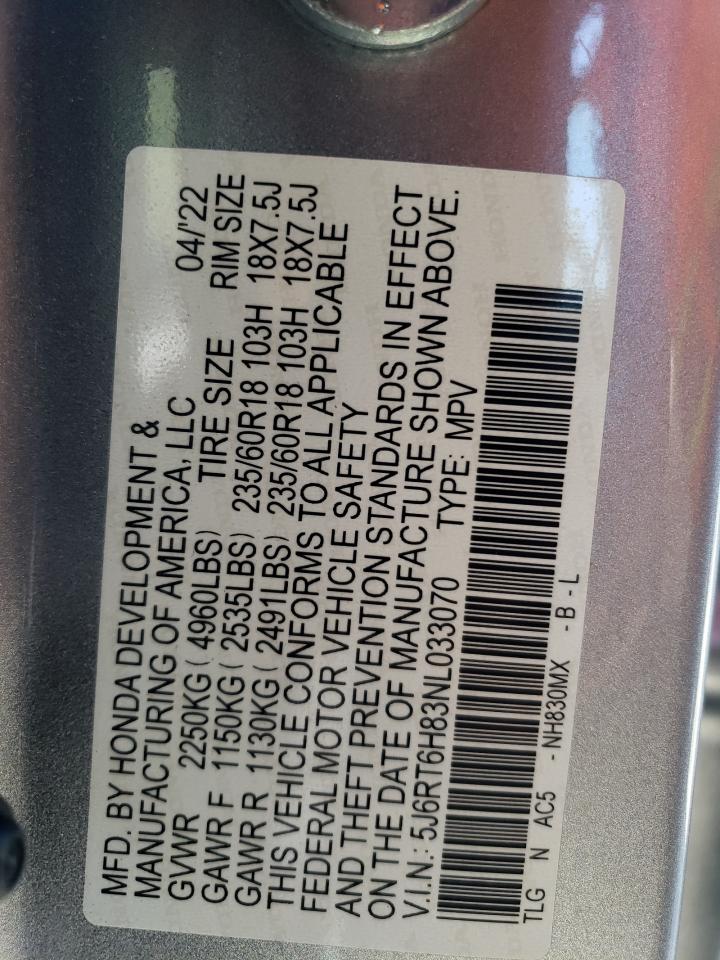 MFD. BY HONDA DEVELOPMENT &
MANUFACTURING OF AMERICA, LLC 04/'22
GVWR 2250KG ( 4960LBS) TIRE SIZE RIM SIZE
GAWR F 1150KG ( 2535LBS) 235/60R18 103H 18X7.5J
GAWR R 1130KG ( 2491LBS) 235/60R18 103H 18X7.5J
THIS VEHICLE CONFORMS TO ALL APPLICABLE
FEDERAL MOTOR VEHICLE SAFETY
AND THEFT PREVENTION STANDARDS IN EFFECT
ON THE DATE OF MANUFACTURE SHOWN ABOVE.
V.I.N.: 5J6RT6H83NL033070 TYPE: MPV
TLG N AC5 - NH830MX - B - L